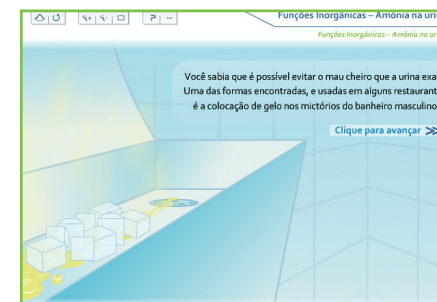 Funções Inorgânicas – Amônia na uri
Funções Inorgânicas – Amônia na uri
Você sabia que é possível evitar o mau cheiro que a urina exa
Uma das formas encontradas, e usadas em alguns restaurant
é a colocação de gelo nos mictórios do banheiro masculino
Clique para avançar